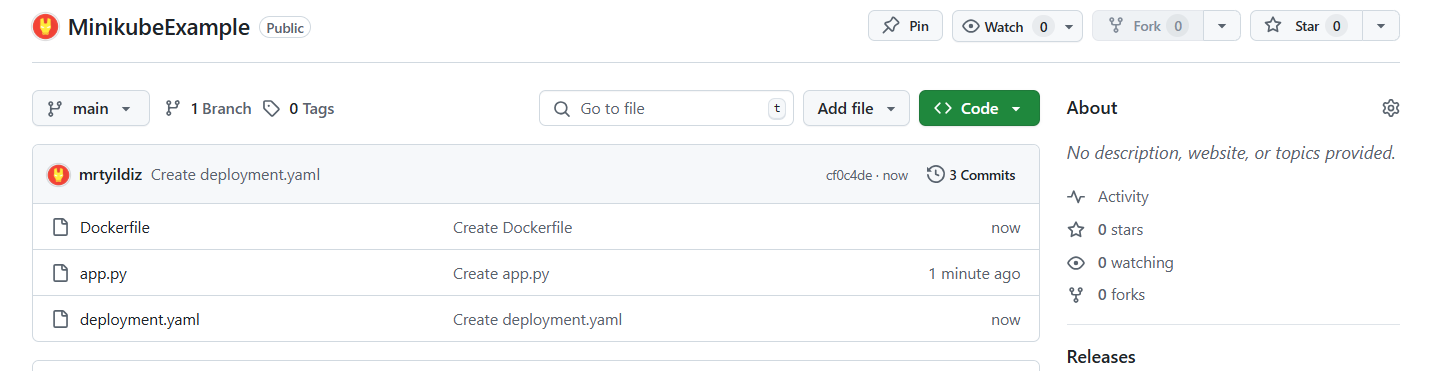 MinikubeExample Public Pin Watch 0 Fork 0 Star 0
main 1 Branch 0 Tags Go to file t Add file Code
About
No description, website, or topics provided.
mrtyildiz Create deployment.yaml cf0c4de · now 3 Commits
Dockerfile Create Dockerfile now
app.py Create app.py 1 minute ago
deployment.yaml Create deployment.yaml now
Activity
0 stars
0 watching
0 forks
Releases